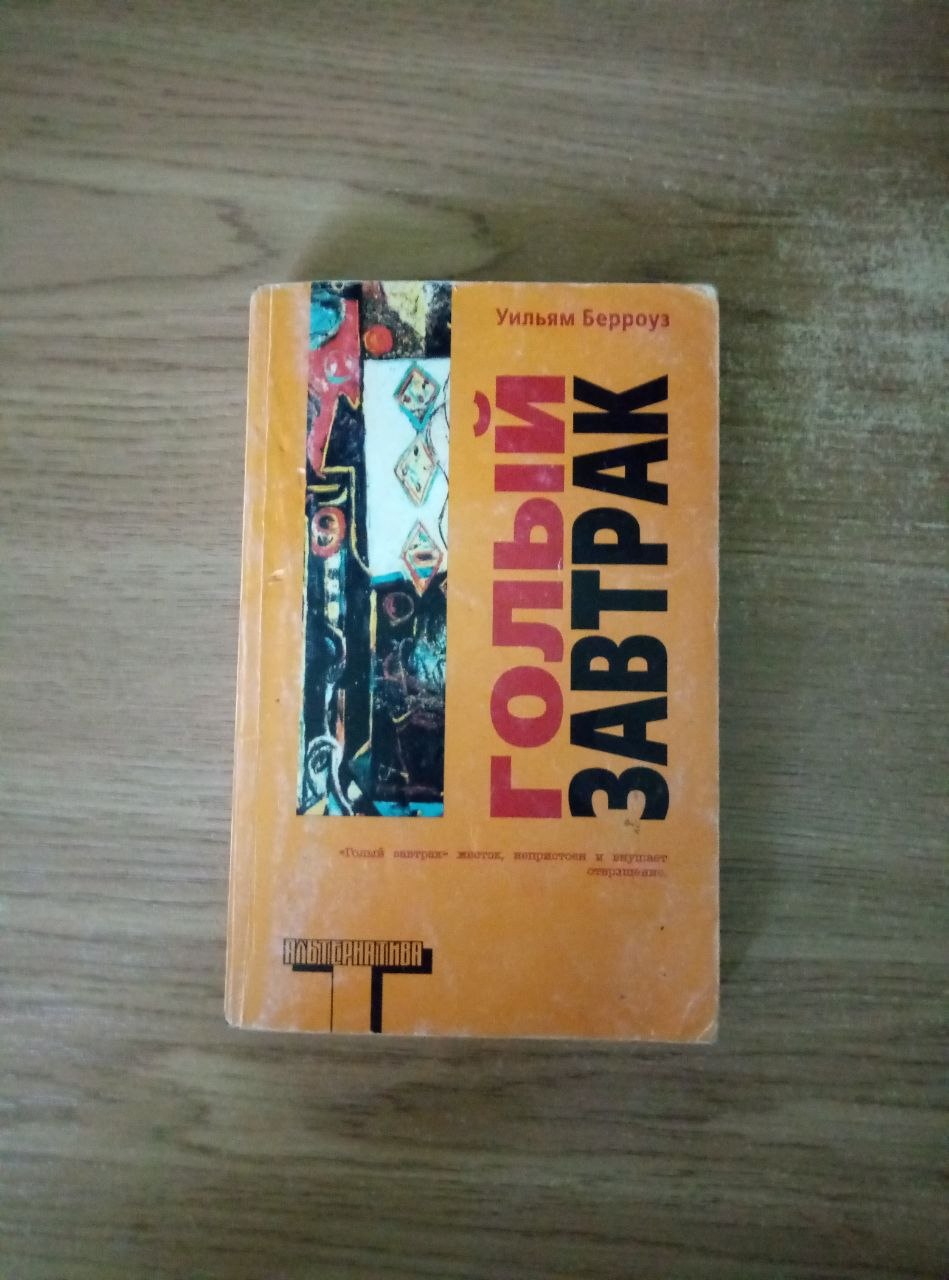 Уильям Берроуз
ГОЛЫЙ
ЗАВТРАК
«Голый завтрак» жесток, непристоен и внушает
отвращение.
АЛЬТЕРНАТИВА